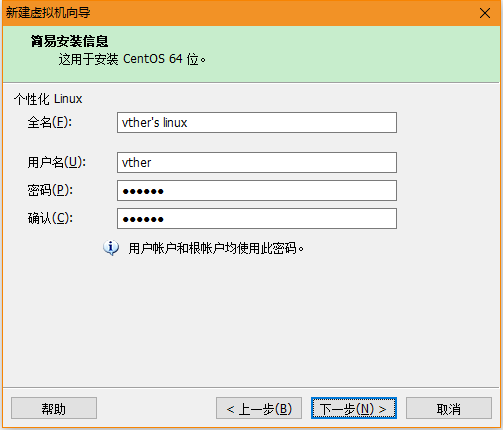 新建虚拟机向导
简易安装信息
这用于安装 CentOS 64 位。
个性化 Linux
全名(F): vther's linux
用户名(U): vther
密码(P): ●●●●●●
确认(C): ●●●●●●
用户帐户和根帐户均使用此密码。
帮助 < 上一步(B) 下一步(N) > 取消